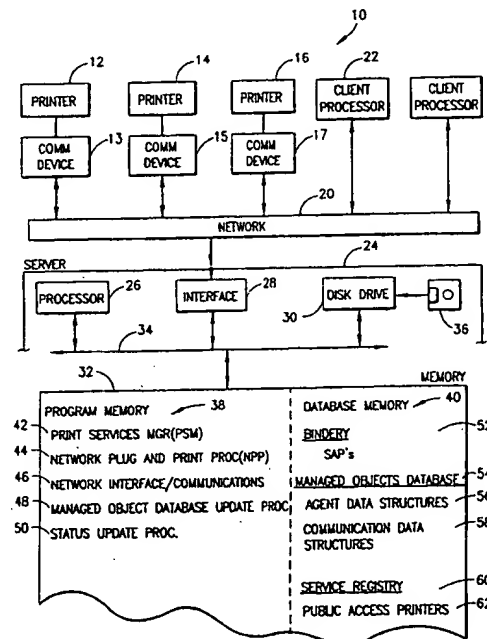 10
12 14 16 22
PRINTER PRINTER PRINTER CLIENT PROCESSOR CLIENT PROCESSOR
COMM DEVICE COMM DEVICE COMM DEVICE
13 15 17
20
NETWORK
SERVER 24
PROCESSOR 26 INTERFACE 28 DISK DRIVE
30 36
34
32 MEMORY
PROGRAM MEMORY 38
42 PRINT SERVICES MGR(PSM)
44 NETWORK PLUG AND PRINT PROC(NPP)
46 NETWORK INTERFACE/COMMUNICATIONS
48 MANAGED OBJECT DATABASE UPDATE PROC
50 STATUS UPDATE PROC.
DATABASE MEMORY 40
BINDERY 52
SAP's
MANAGED OBJECTS DATABASE 54
AGENT DATA STRUCTURES 56
COMMUNICATION DATA 58
STRUCTURES
SERVICE REGISTRY 60
PUBLIC ACCESS PRINTERS 62